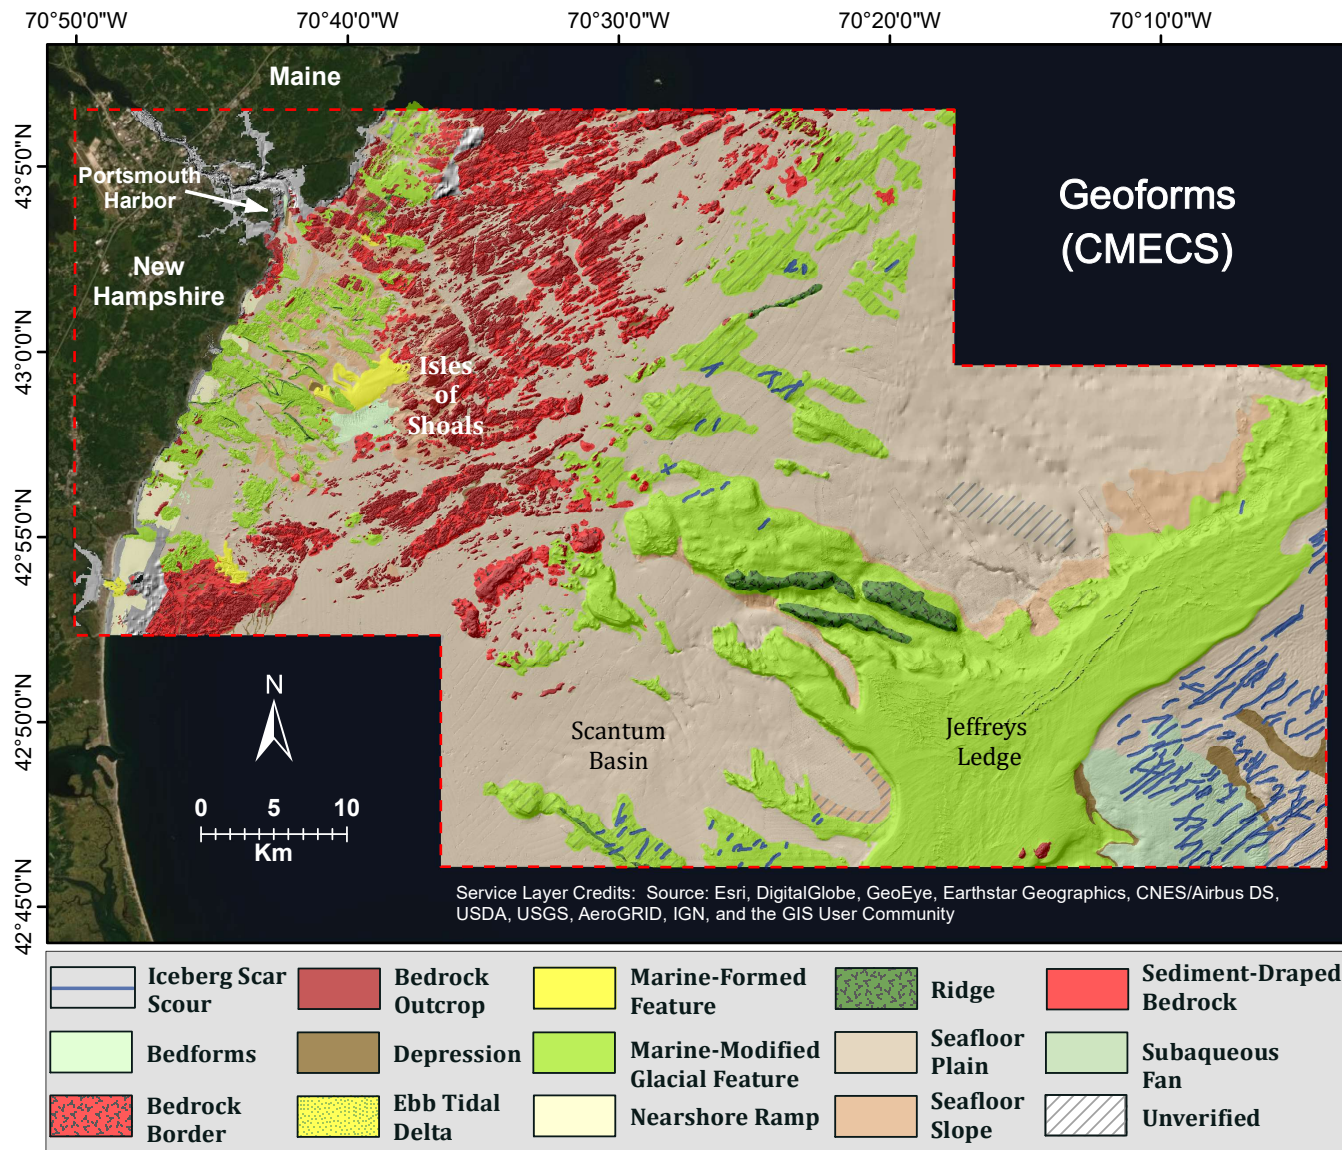 70°50'0"W 70°40'0"W 70°30'0"W 70°20'0"W 70°10'0"W
Maine
43°5'0"N
Portsmouth
Harbor
Geoforms
(CMECS)
New
Hampshire
43°0'0"N
Isles
of
Shoals
42°55'0"N
N
42°50'0"N
Scantum
Basin
Jeffreys
Ledge
0 5 10
Km
42°45'0"N
Service Layer Credits: Source: Esri, DigitalGlobe, GeoEye, Earthstar Geographics, CNES/Airbus DS,
USDA, USGS, AeroGRID, IGN, and the GIS User Community
Iceberg Scar
Scour
Bedrock
Outcrop
Marine-Formed
Feature
Ridge
Sediment-Draped
Bedrock
Bedforms
Depression
Marine-Modified
Glacial Feature
Seafloor
Plain
Subaqueous
Fan
Bedrock
Border
Ebb Tidal
Delta
Nearshore Ramp
Seafloor
Slope
Unverified